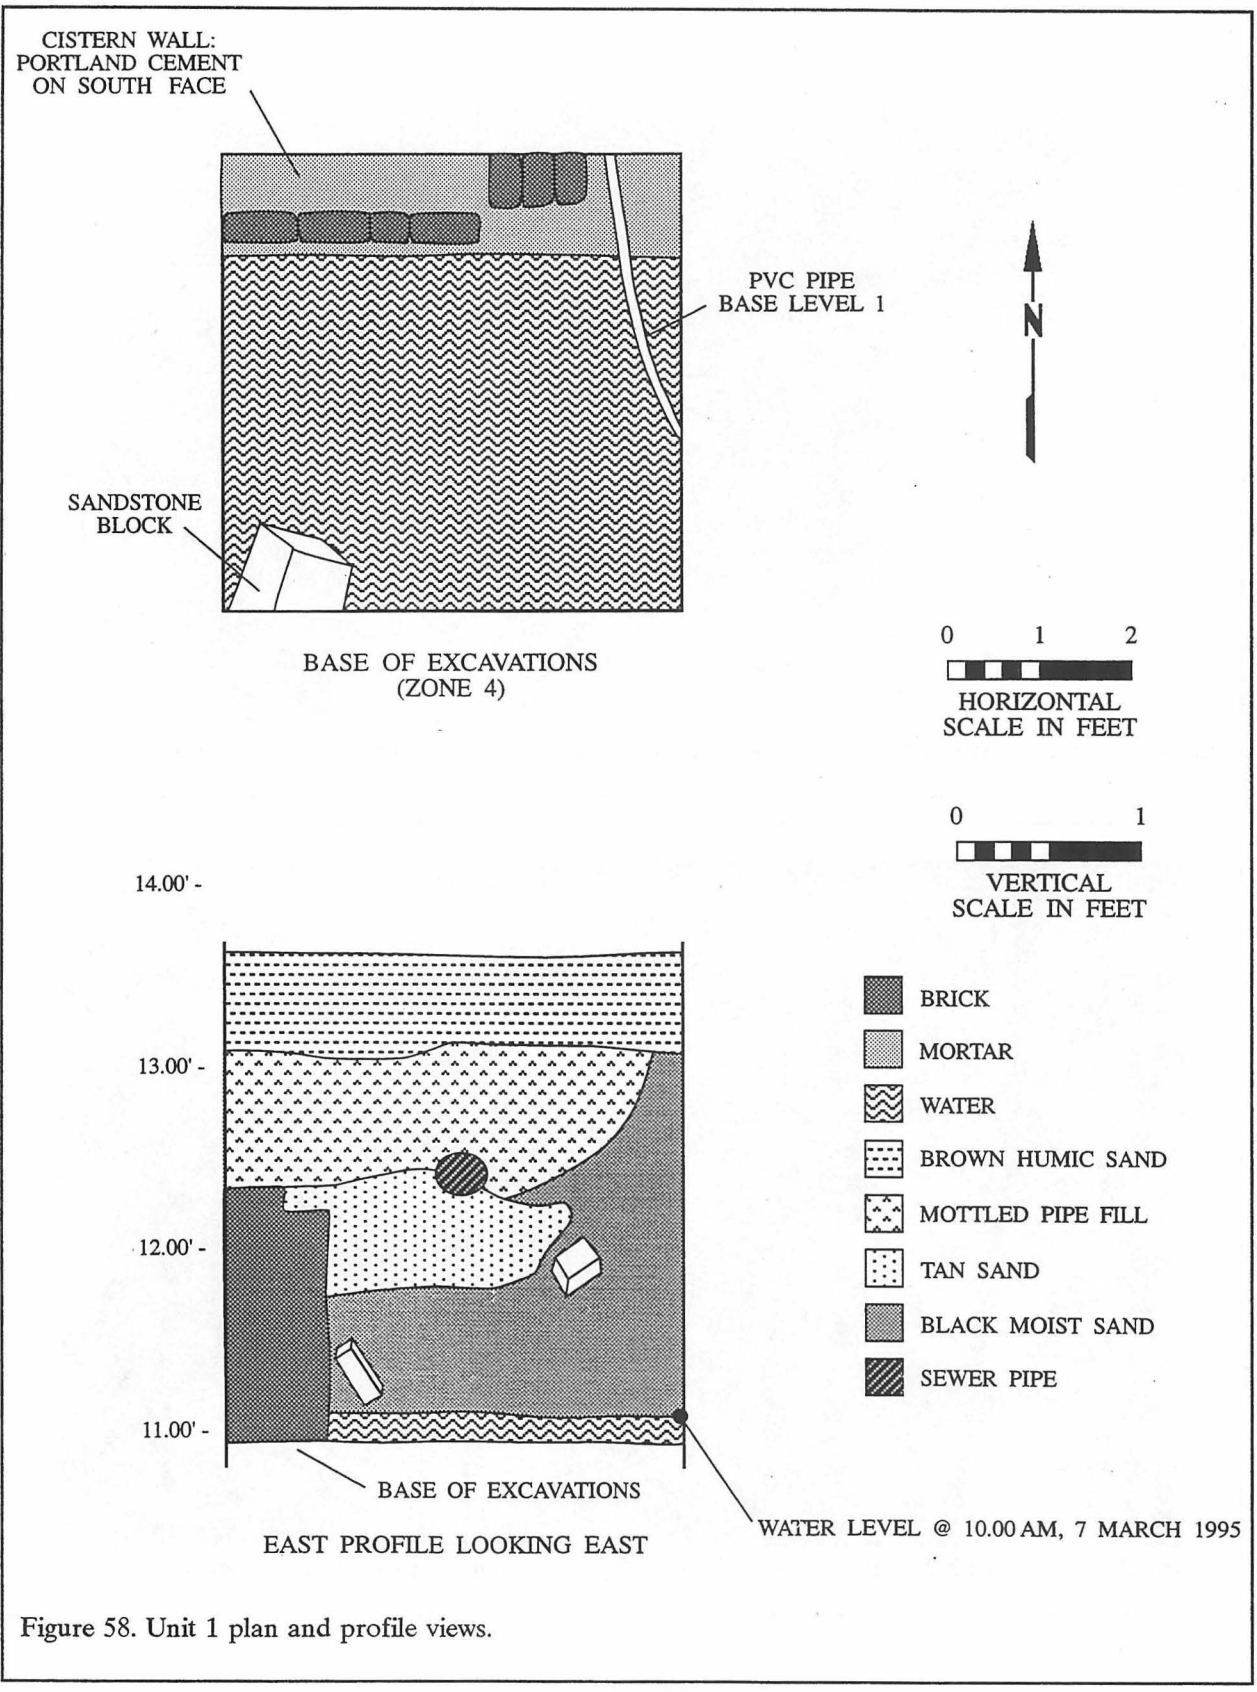 CISTERN WALL:
PORTLAND CEMENT
ON SOUTH FACE
PVC PIPE
BASE LEVEL 1
N
SANDSTONE
BLOCK
BASE OF EXCAVATIONS
(ZONE 4)
0 1 2
HORIZONTAL
SCALE IN FEET
0 1
VERTICAL
SCALE IN FEET
14.00' -
13.00' -
12.00' -
11.00' -
BRICK
MORTAR
WATER
BROWN HUMIC SAND
MOTTLED PIPE FILL
TAN SAND
BLACK MOIST SAND
SEWER PIPE
BASE OF EXCAVATIONS
WATER LEVEL @ 10.00 AM, 7 MARCH 1995
EAST PROFILE LOOKING EAST
Figure 58. Unit 1 plan and profile views.